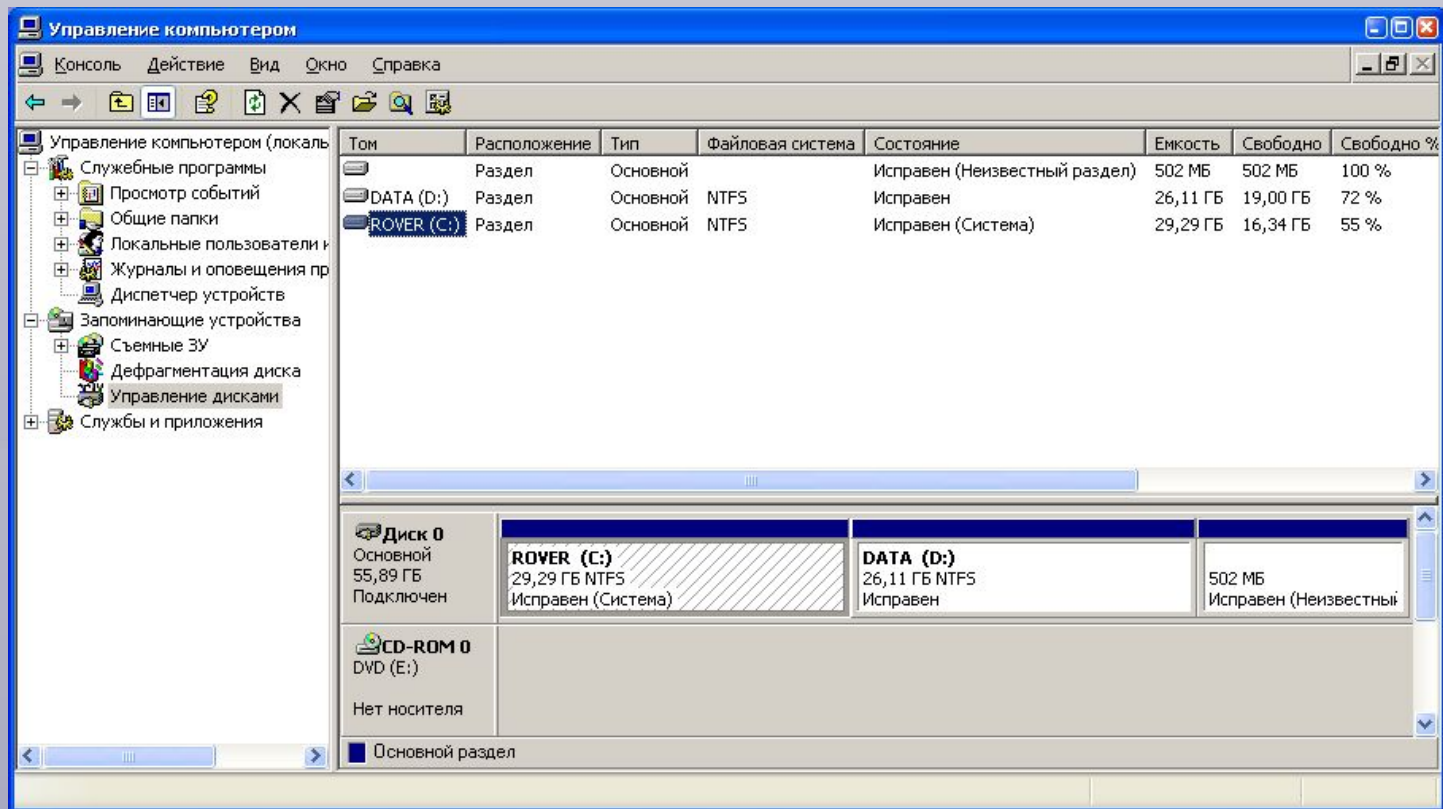 Управление компьютером
Консоль Действие Вид Окно Справка
Управление компьютером (локаль
Служебные программы
Просмотр событий
Общие папки
Локальные пользователи и
Журналы и оповещения пр
Диспетчер устройств
Запоминающие устройства
Съемные ЗУ
Дефрагментация диска
Управление дисками
Службы и приложения
Том Расположение Тип Файловая система Состояние Емкость Свободно Свободно %
Раздел Основной Исправен (Неизвестный раздел) 502 МБ 502 МБ 100 %
DATA (D:) Раздел Основной NTFS Исправен 26,11 ГБ 19,00 ГБ 72 %
ROVER (C:) Раздел Основной NTFS Исправен (Система) 29,29 ГБ 16,34 ГБ 55 %
Диск 0
Основной
55,89 ГБ
Подключен
ROVER (C:)
29,29 ГБ NTFS
Исправен (Система)
DATA (D:)
26,11 ГБ NTFS
Исправен
502 МБ
Исправен (Неизвестный
CD-ROM 0
DVD (E:)
Нет носителя
Основной раздел